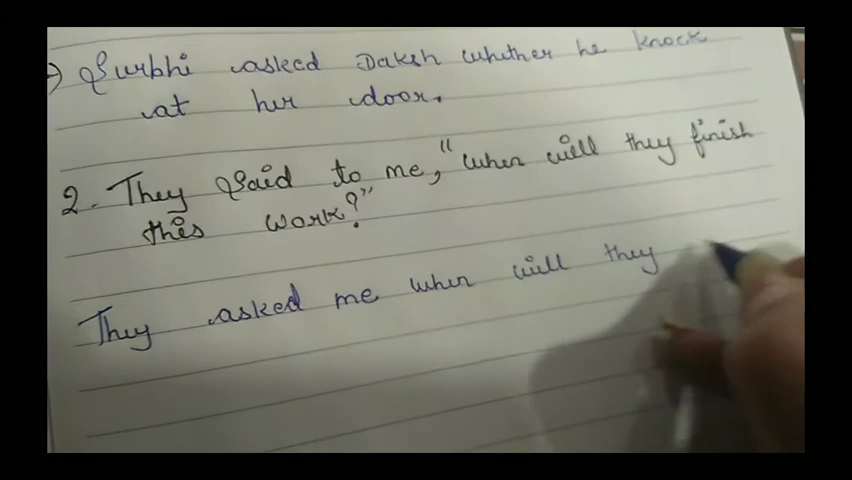 →) Surbhi asked Daksh whether he knock
at her door.
2. They said to me, "when will they finish
this work?"
They asked me when will they